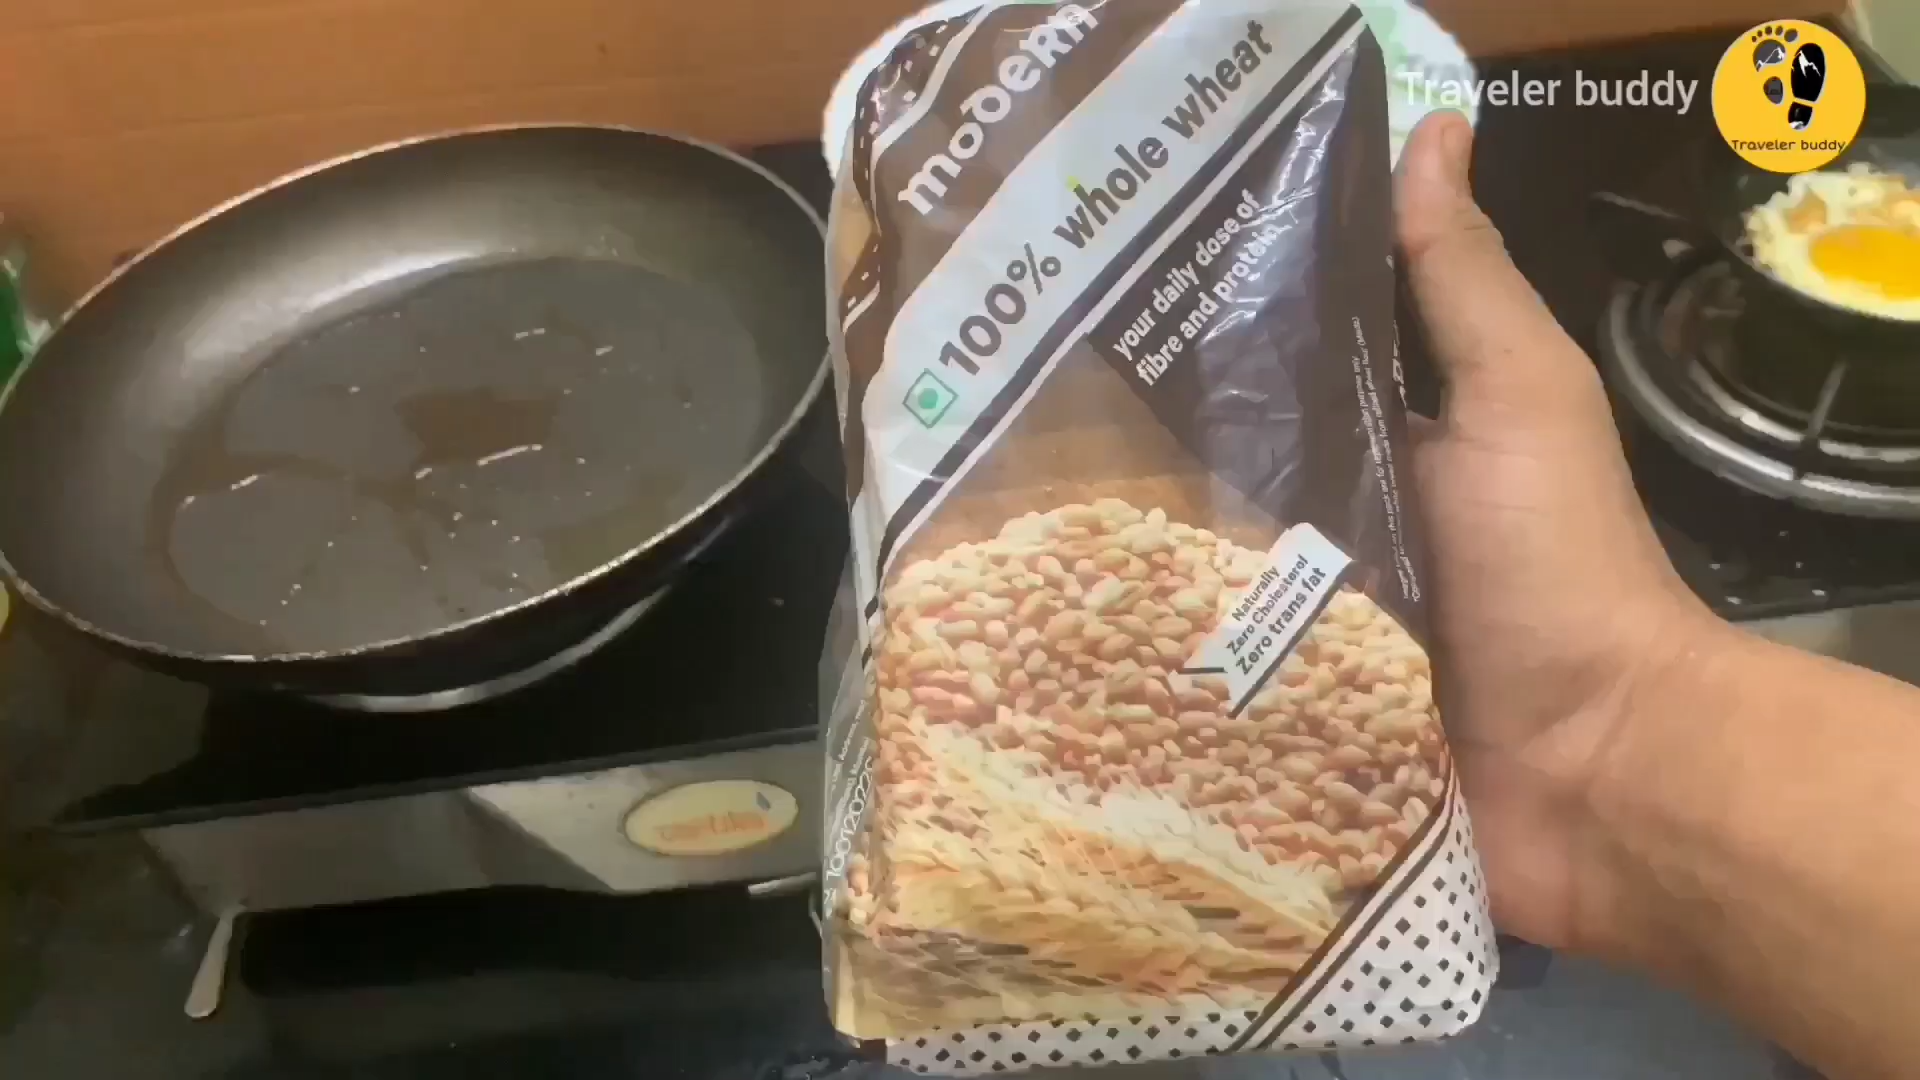 modern
100% whole wheat
your daily dose of
fibre and protein
Naturally
Zero Cholesterol
Zero trans fat
Traveler buddy
Traveler buddy